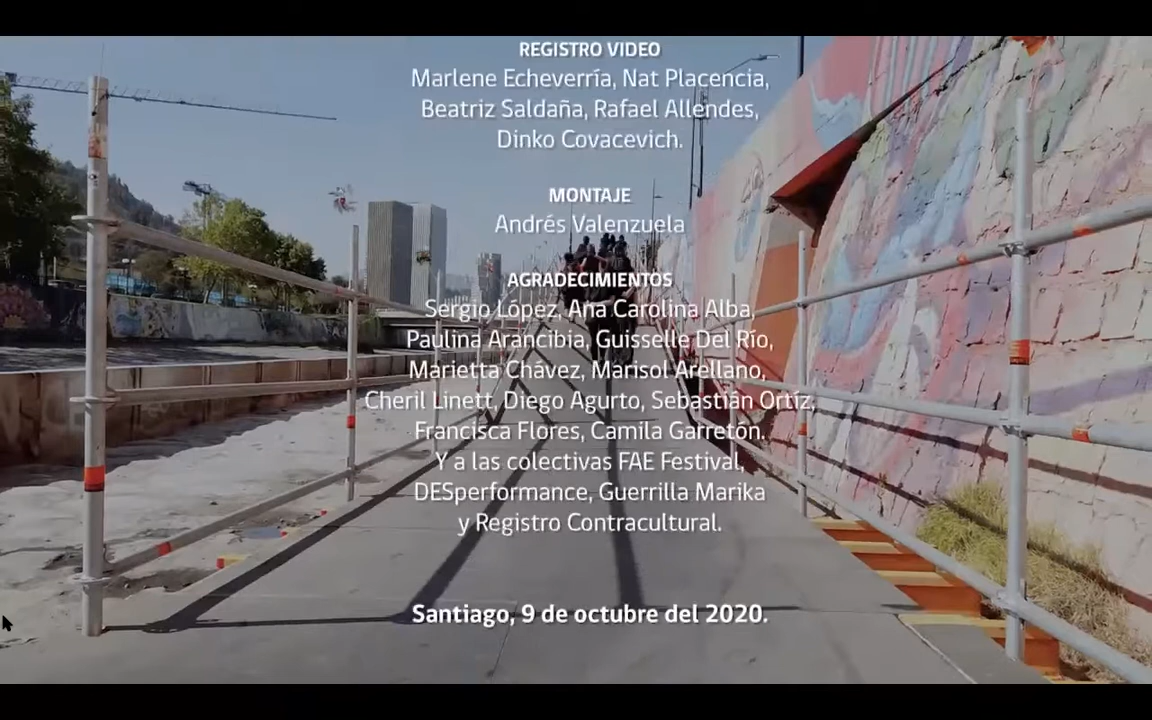 REGISTRO VIDEO
Marlene Echeverría, Nat Placencia,
Beatriz Saldaña, Rafael Allendes,
Dinko Covacevich.
MONTAJE
Andrés Valenzuela
AGRADECIMIENTOS
Sergio López, Ana Carolina Alba,
Paulina Arancibia, Guisselle Del Río,
Marietta Chávez, Marisol Arellano,
Cheril Linett, Diego Agurto, Sebastián Ortíz,
Francisca Flores, Camila Garretón.
Y a las colectivas FAE Festival,
DESperformance, Guerrilla Marika
y Registro Contracultural.
Santiago, 9 de octubre del 2020.